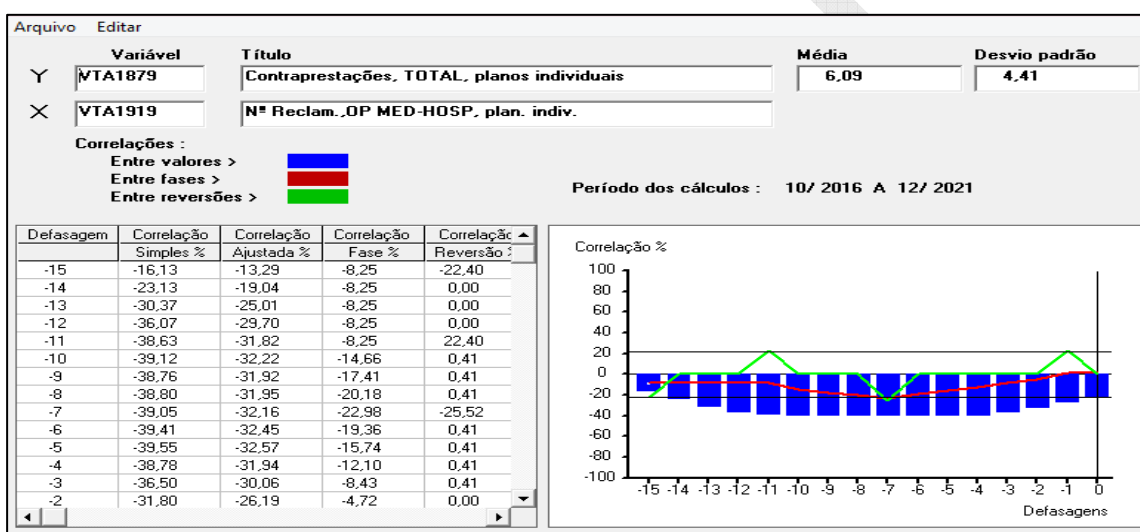 Arquivo Editar
Variável Título Média Desvio padrão
Y VTA1879 Contraprestações, TOTAL, planos individuais 6,09 4,41
X VTA1919 Nº Reclam.,OP MED-HOSP, plan. indiv.
Correlações :
Entre valores >
Entre fases >
Entre reversões >
Período dos cálculos : 10/ 2016 A 12/ 2021
Defasagem Correlação Correlação Correlação Correlaçã
Simples % Ajustada % Fase % Reversão
-15 -16,13 -13,29 -8,25 -22,40
-14 -23,13 -19,04 -8,25 0,00
-13 -30,37 -25,01 -8,25 0,00
-12 -36,07 -29,70 -8,25 0,00
-11 -38,63 -31,82 -8,25 22,40
-10 -39,12 -32,22 -14,66 0,41
-9 -38,76 -31,92 -17,41 0,41
-8 -38,80 -31,95 -20,18 0,41
-7 -39,05 -32,16 -22,98 -25,52
-6 -39,41 -32,45 -19,36 0,41
-5 -39,55 -32,57 -15,74 0,41
-4 -38,78 -31,94 -12,10 0,41
-3 -36,50 -30,06 -8,43 0,41
-2 -31,80 -26,19 -4,72 0,00
Correlação %
100
80
60
40
20
0
-20
-40
-60
-80
-100
-15 -14 -13 -12 -11 -10 -9 -8 -7 -6 -5 -4 -3 -2 -1 0
Defasagens